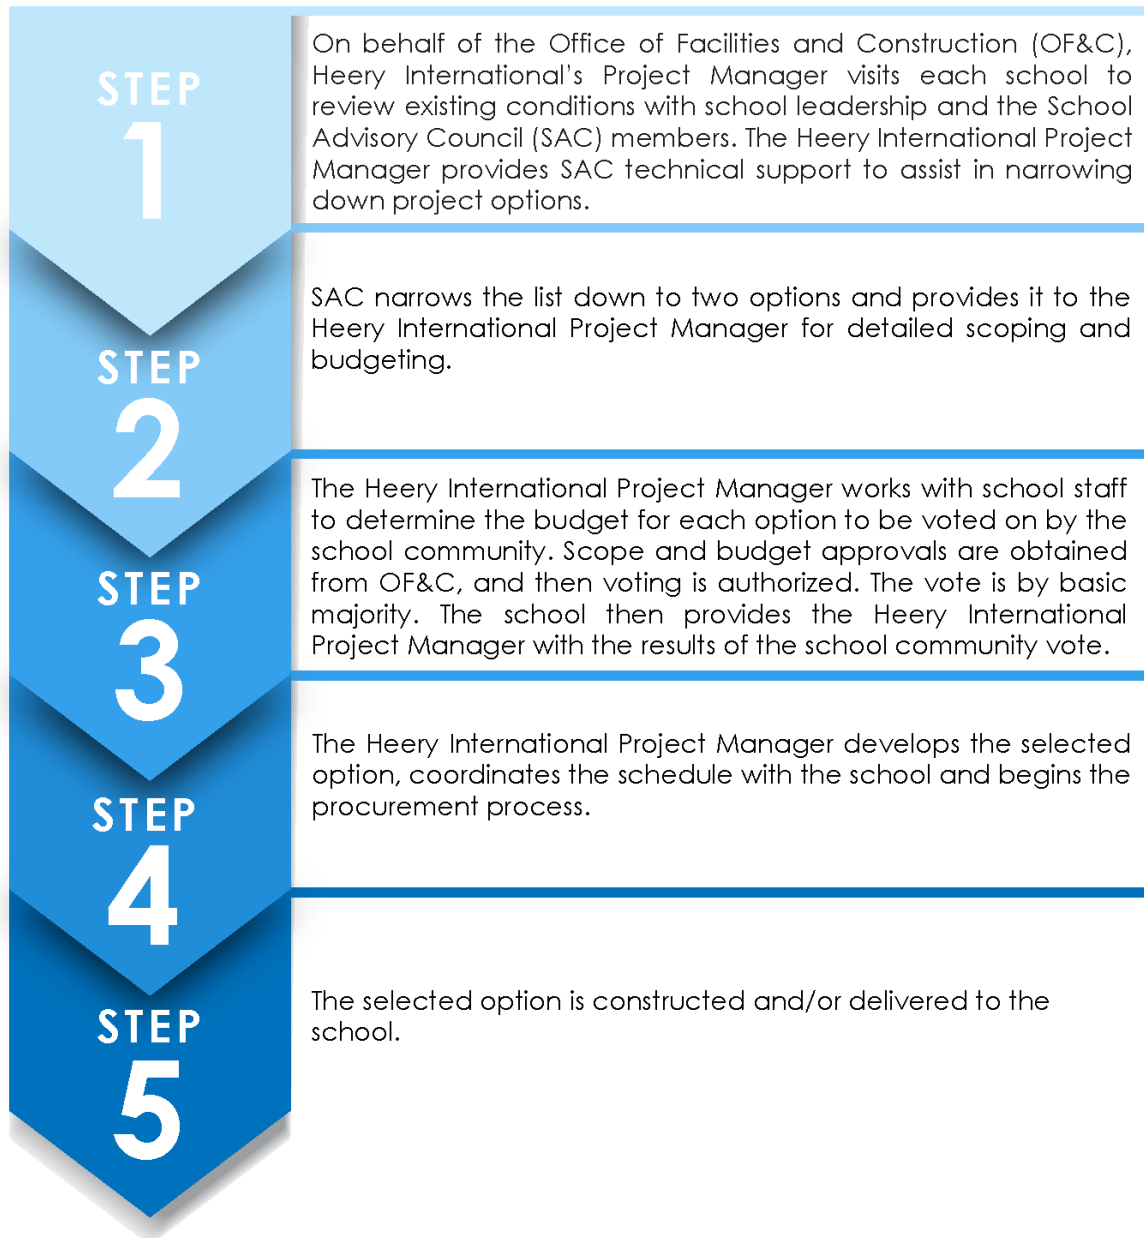 STEP
1
On behalf of the Office of Facilities and Construction (OF&C),
Heery International's Project Manager visits each school to
review existing conditions with school leadership and the School
Advisory Council (SAC) members. The Heery International Project
Manager provides SAC technical support to assist in narrowing
down project options.
STEP
2
SAC narrows the list down to two options and provides it to the
Heery International Project Manager for detailed scoping and
budgeting.
STEP
3
The Heery International Project Manager works with school staff
to determine the budget for each option to be voted on by the
school community. Scope and budget approvals are obtained
from OF&C, and then voting is authorized. The vote is by basic
majority. The school then provides the Heery International
Project Manager with the results of the school community vote.
STEP
4
The Heery International Project Manager develops the selected
option, coordinates the schedule with the school and begins the
procurement process.
STEP
5
The selected option is constructed and/or delivered to the
school.